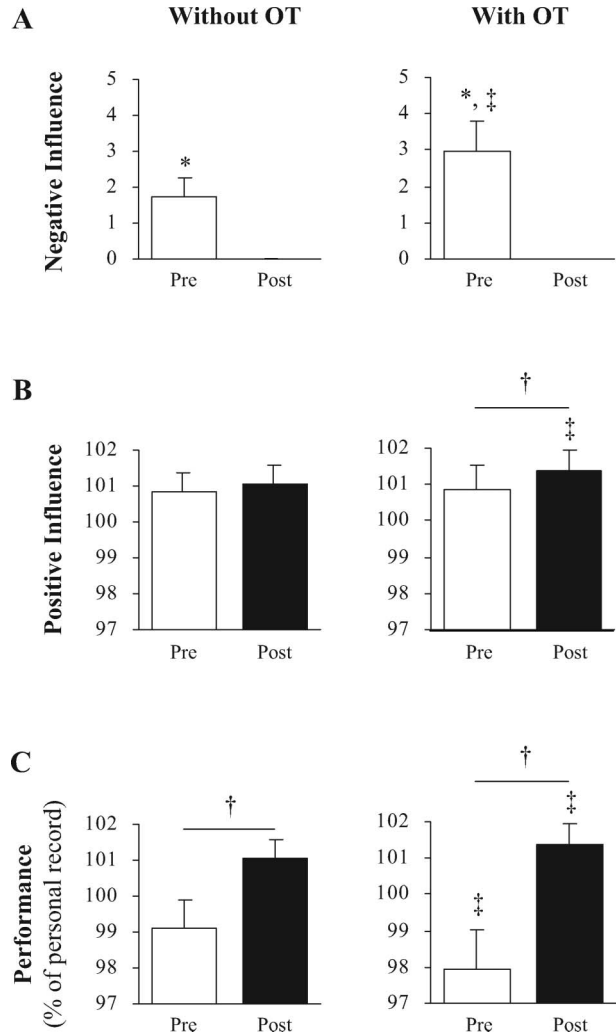 A
Without OT
With OT
Negative Influence
5
4
3
2
1
0
*
Pre
Post
5
4
3
2
1
0
*, ‡
Pre
Post
B
Positive Influence
102
101
100
99
98
97
Pre
Post
†
‡
102
101
100
99
98
97
Pre
Post
C
Performance
(% of personal record)
†
102
101
100
99
98
97
Pre
Post
†
‡
‡
102
101
100
99
98
97
Pre
Post